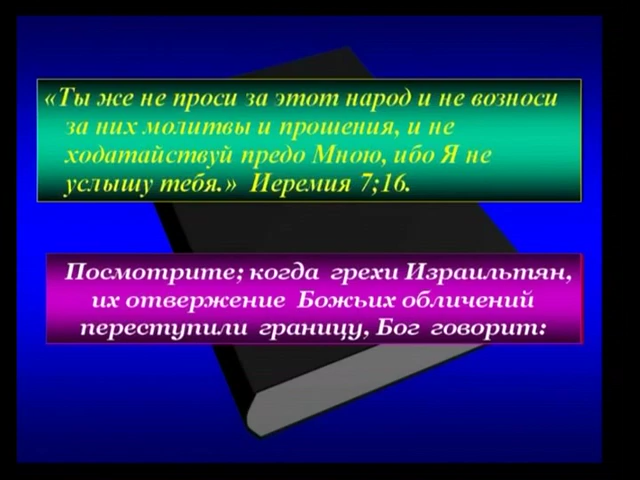 «Ты же не проси за этот народ и не возноси
за них молитвы и прошения, и не
ходатайствуй предо Мною, ибо Я не
услышу тебя.» Иеремия 7;16.
Посмотрите; когда грехи Израильтян,
их отвержение Божьих обличений
переступили границу, Бог говорит: